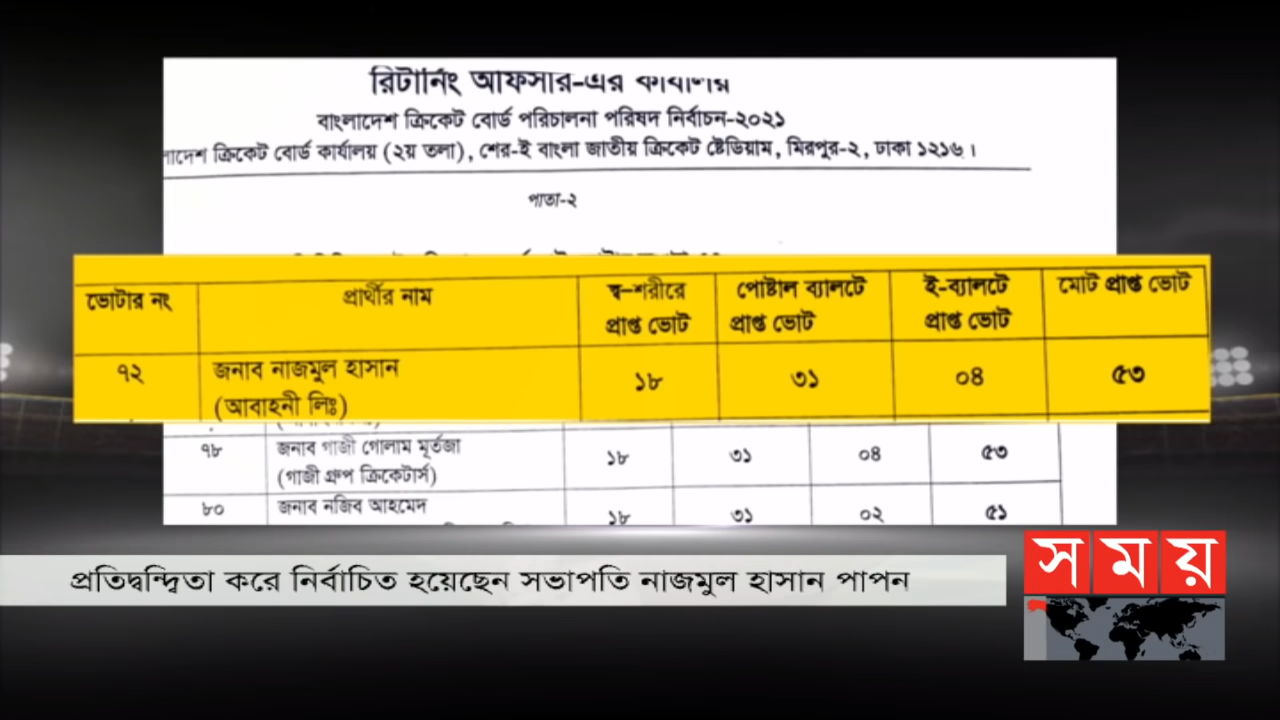 রিটার্নিং আফসার-এর কার্যালয়
বাংলাদেশ ক্রিকেট বোর্ড পরিচালনা পরিষদ নির্বাচন-২০২১
ক্রিকেট বোর্ড কার্যালয় (২য় তলা), শের-ই বাংলা জাতীয় ক্রিকেট ষ্টেডিয়াম, মিরপুর-২, ঢাকা ১২১৬।
পাতা-২
ভোটার নং প্রার্থীর নাম স্ব-শরীরে প্রাপ্ত ভোট পোষ্টাল ব্যালটে প্রাপ্ত ভোট ই-ব্যালটে প্রাপ্ত ভোট মোট প্রাপ্ত ভোট
৭২ জনাব নাজমুল হাসান ১৮ ৩১ ০৪ ৫৩
(আবাহনী লিঃ)
৭৮ জনাব গাজী গোলাম মূর্তজা ১৮ ৩১ ০৪ ৫৩
(গাজী গ্রুপ ক্রিকেটার্স)
৮০ জনাব নজিব আহমেদ ১৮ ৩১ ০২ ৫১
প্রতিদ্বন্দ্বিতা করে নির্বাচিত হয়েছেন সভাপতি নাজমুল হাসান পাপন
সময়